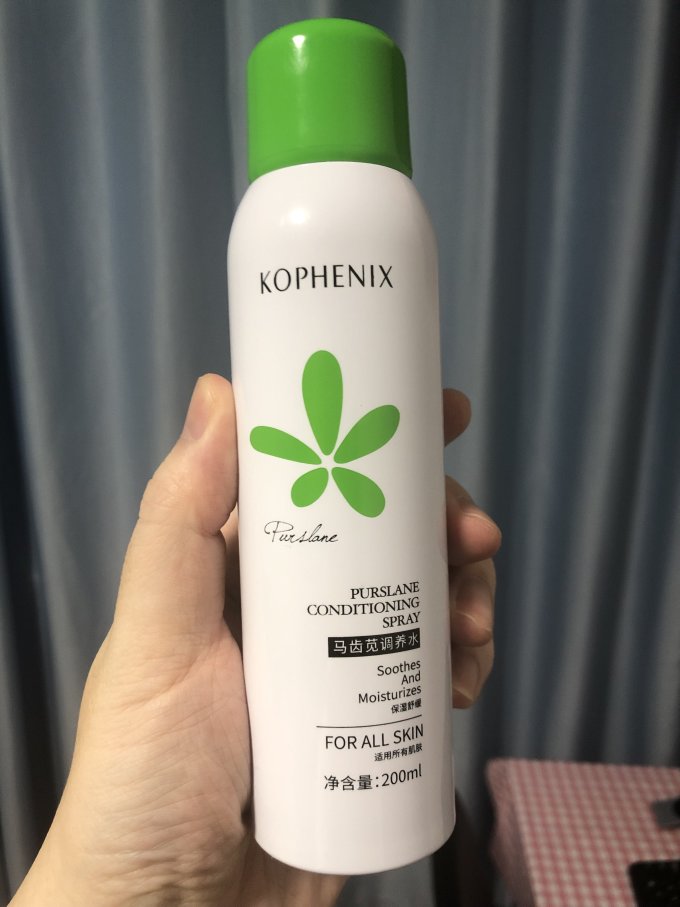 KOPHENIX
Purslane
PURSLANE
CONDITIONING
SPRAY
马齿苋调养水
Soothes
And
Moisturizes
保湿舒缓
FOR ALL SKIN
适用所有肌肤
净含量:200ml